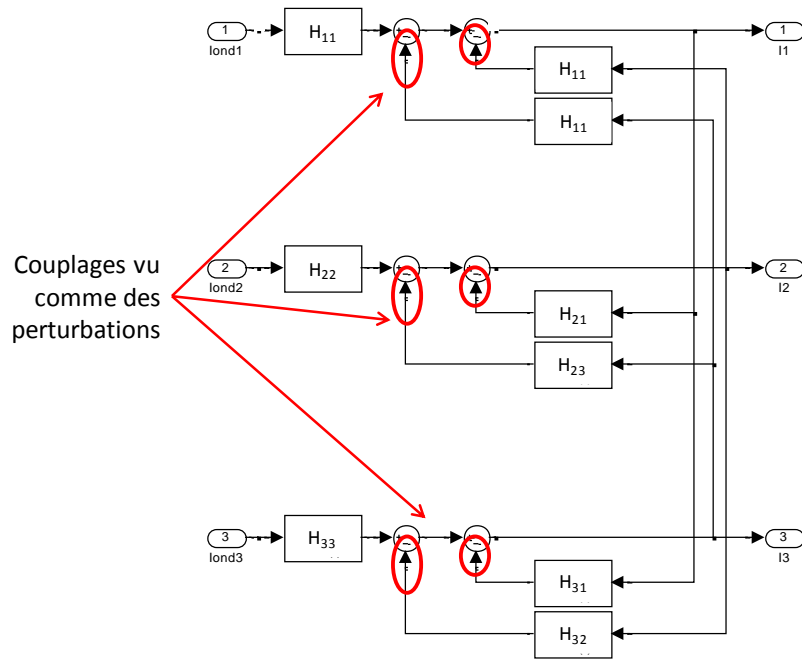 1
Iond1
H11
+
−
+
−
1
I1
H11
H11
Couplages vu
comme des
perturbations
2
Iond2
H22
+
−
+
−
2
I2
H21
H23
3
Iond3
H33
+
−
+
−
3
I3
H31
H32